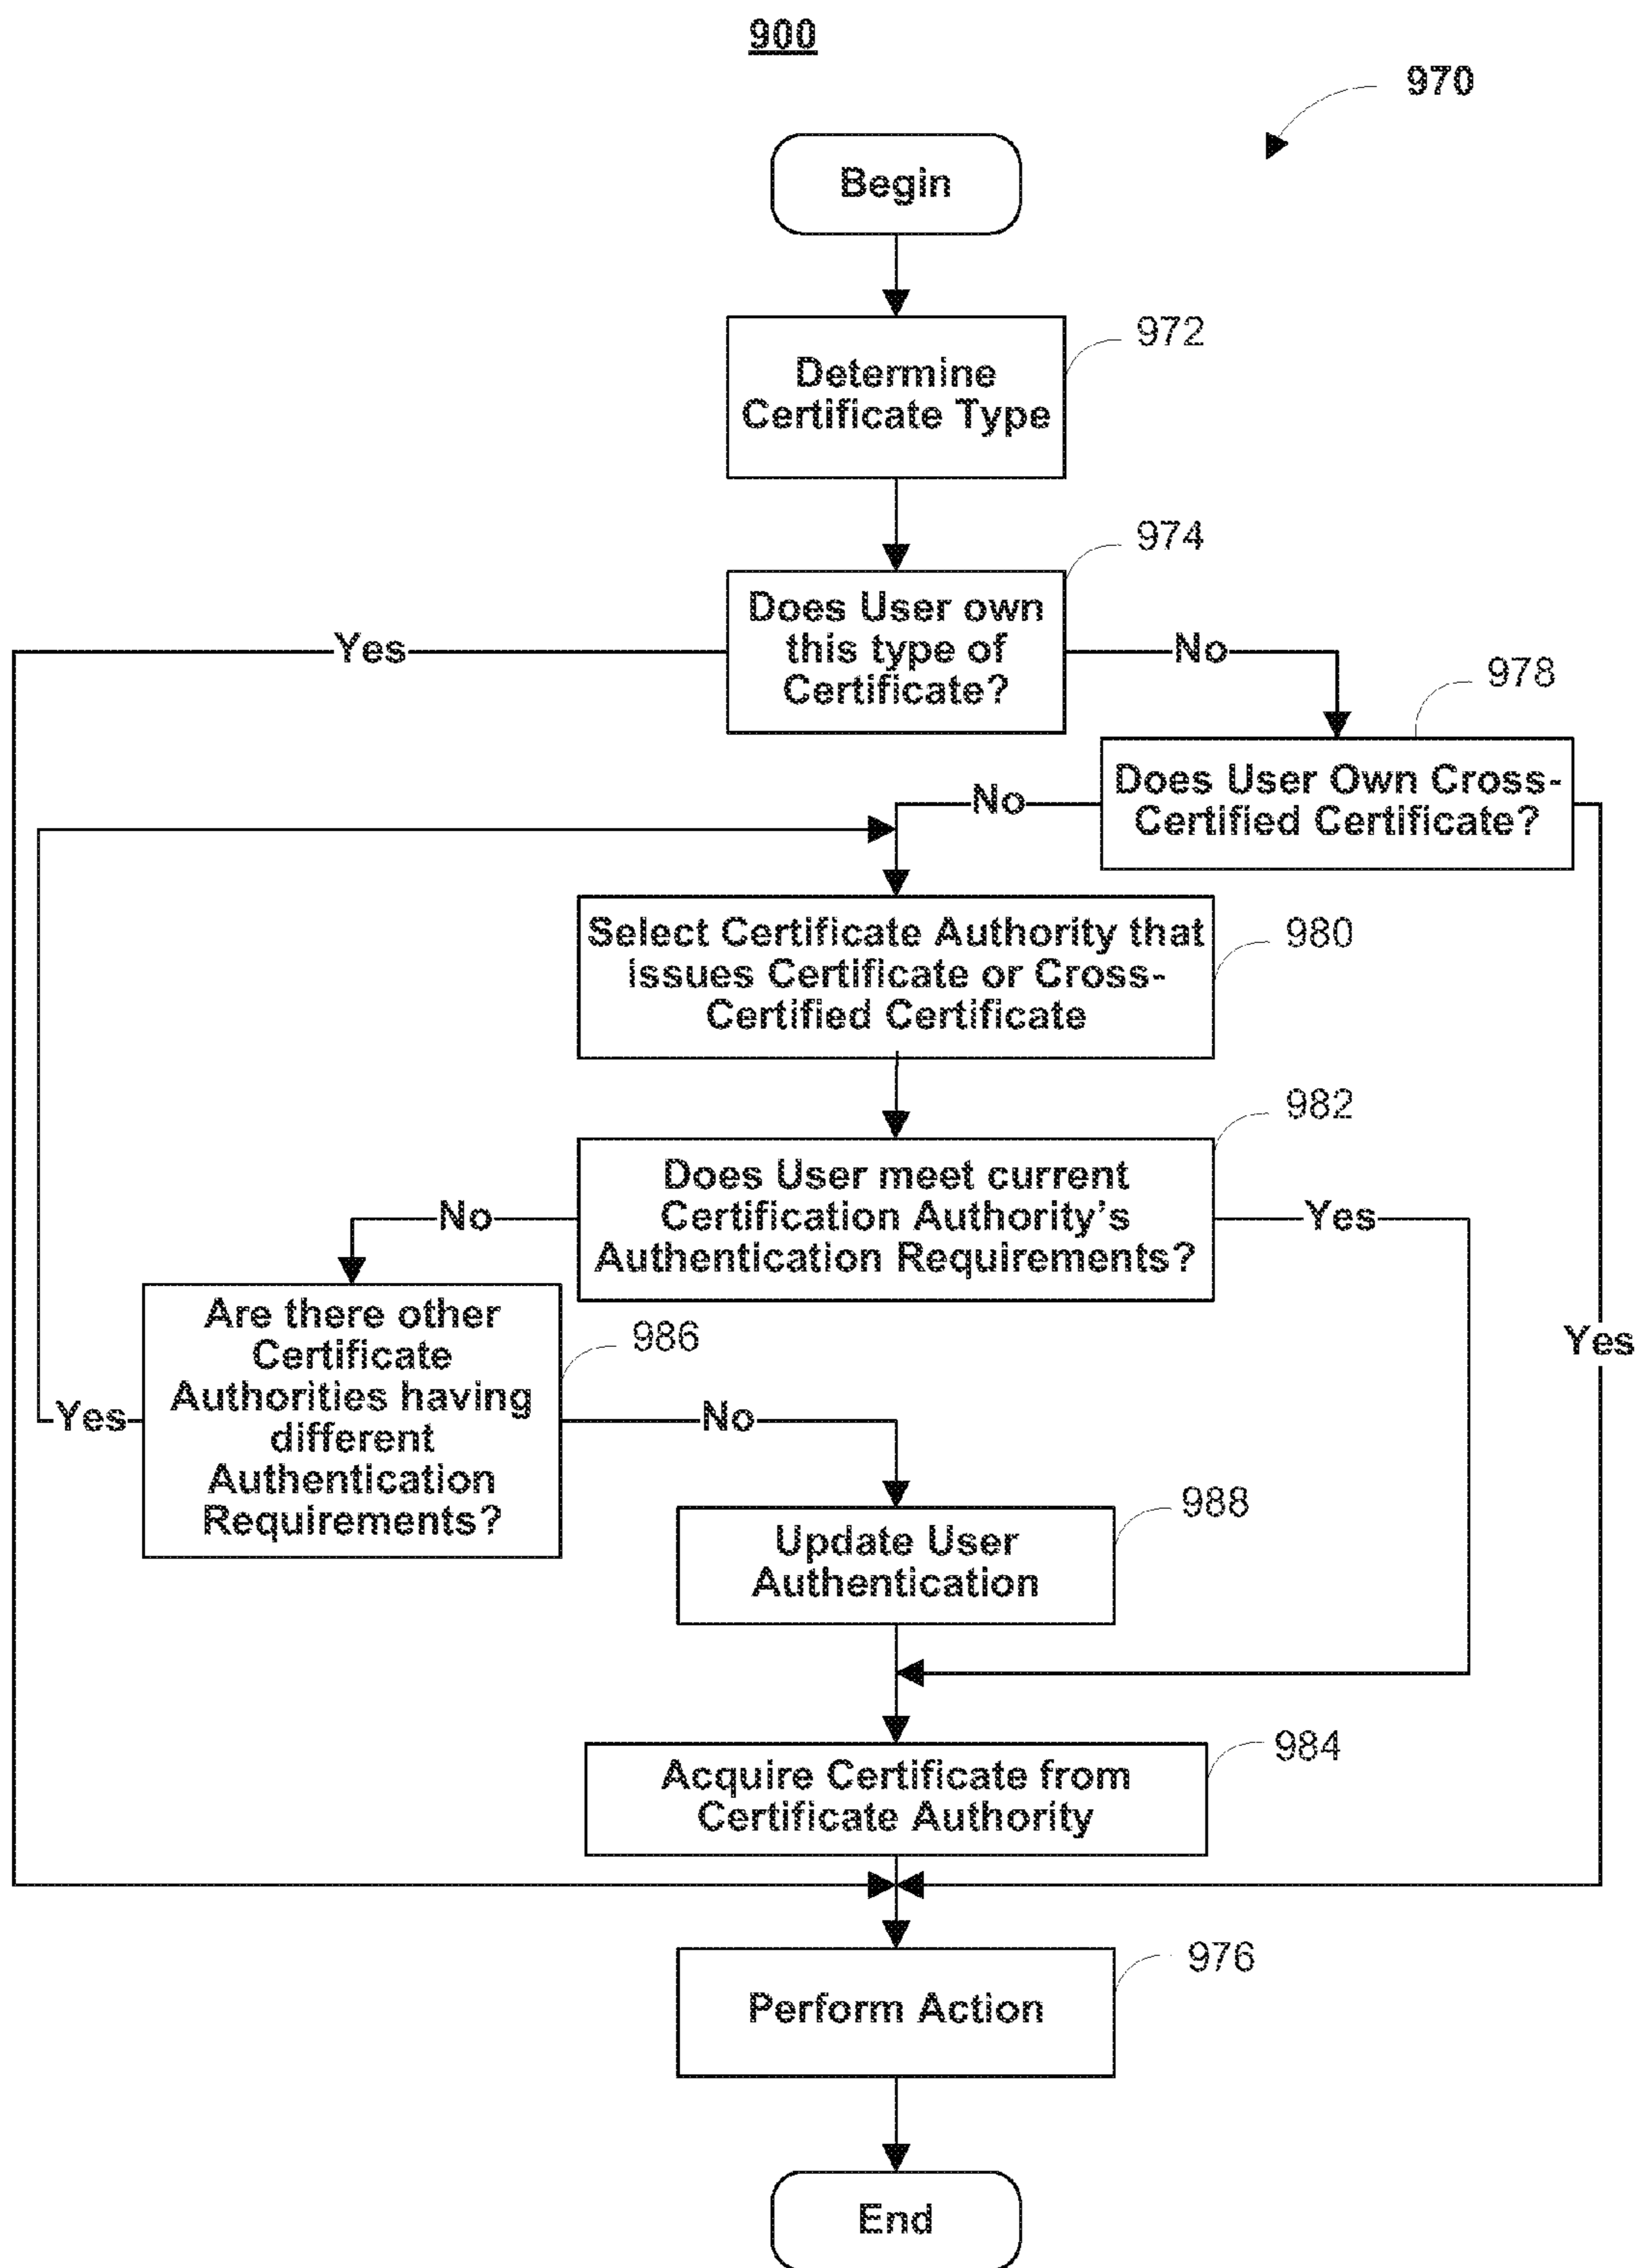 900
970
Begin
972
Determine
Certificate Type
974
Does User own
this type of
Certificate?
Yes
No
978
Does User Own Cross-
Certified Certificate?
No
Yes
980
Select Certificate Authority that
issues Certificate or Cross-
Certified Certificate
982
Does User meet current
Certification Authority's
Authentication Requirements?
No
Yes
986
Are there other
Certificate
Authorities having
different
Authentication
Requirements?
Yes
No
988
Update User
Authentication
984
Acquire Certificate from
Certificate Authority
976
Perform Action
End